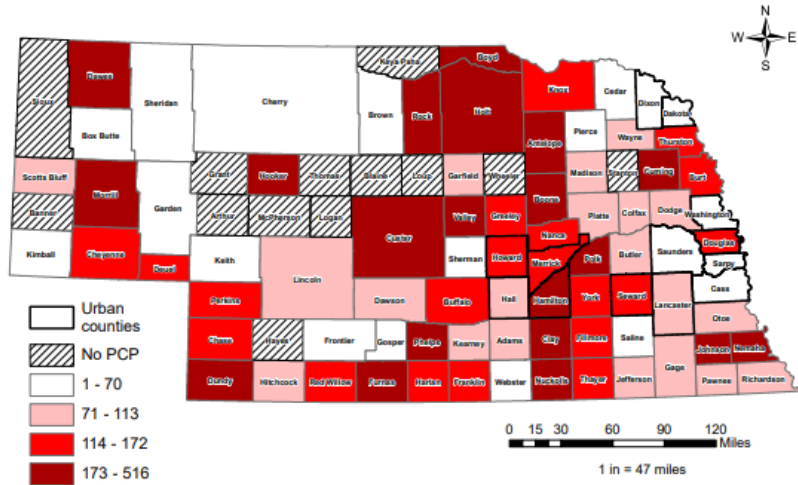 N
W E
S
Keya Paha Boyd
Dawes Knox Cedar
Sioux Sheridan Cherry Brown Rock Holt Dixon
Dakota
Box Butte Antelope Pierce Wayne Thurston
Scotts Bluff Morrill Grant Hooker Thomas Blaine Loup Garfield Wheeler Madison Stanton Cuming Burt
Banner Garden Arthur McPherson Logan Custer Valley Greeley Boone Platte Colfax Dodge Washington
Nance
Kimball Cheyenne Deuel Keith Lincoln Sherman Howard Merrick Polk Butler Saunders Douglas
Sarpy
Perkins Dawson Buffalo Hall Hamilton York Seward Lancaster Cass
Otoe
Chase Hayes Frontier Gosper Phelps Kearney Adams Clay Fillmore Saline Johnson Nemaha
Dundy Hitchcock Red Willow Furnas Harlan Franklin Webster Nuckolls Thayer Jefferson Gage Pawnee Richardson
Urban
counties
No PCP
1 - 70
71 - 113
114 - 172
173 - 516
0 15 30 60 90 120
Miles
1 in = 47 miles